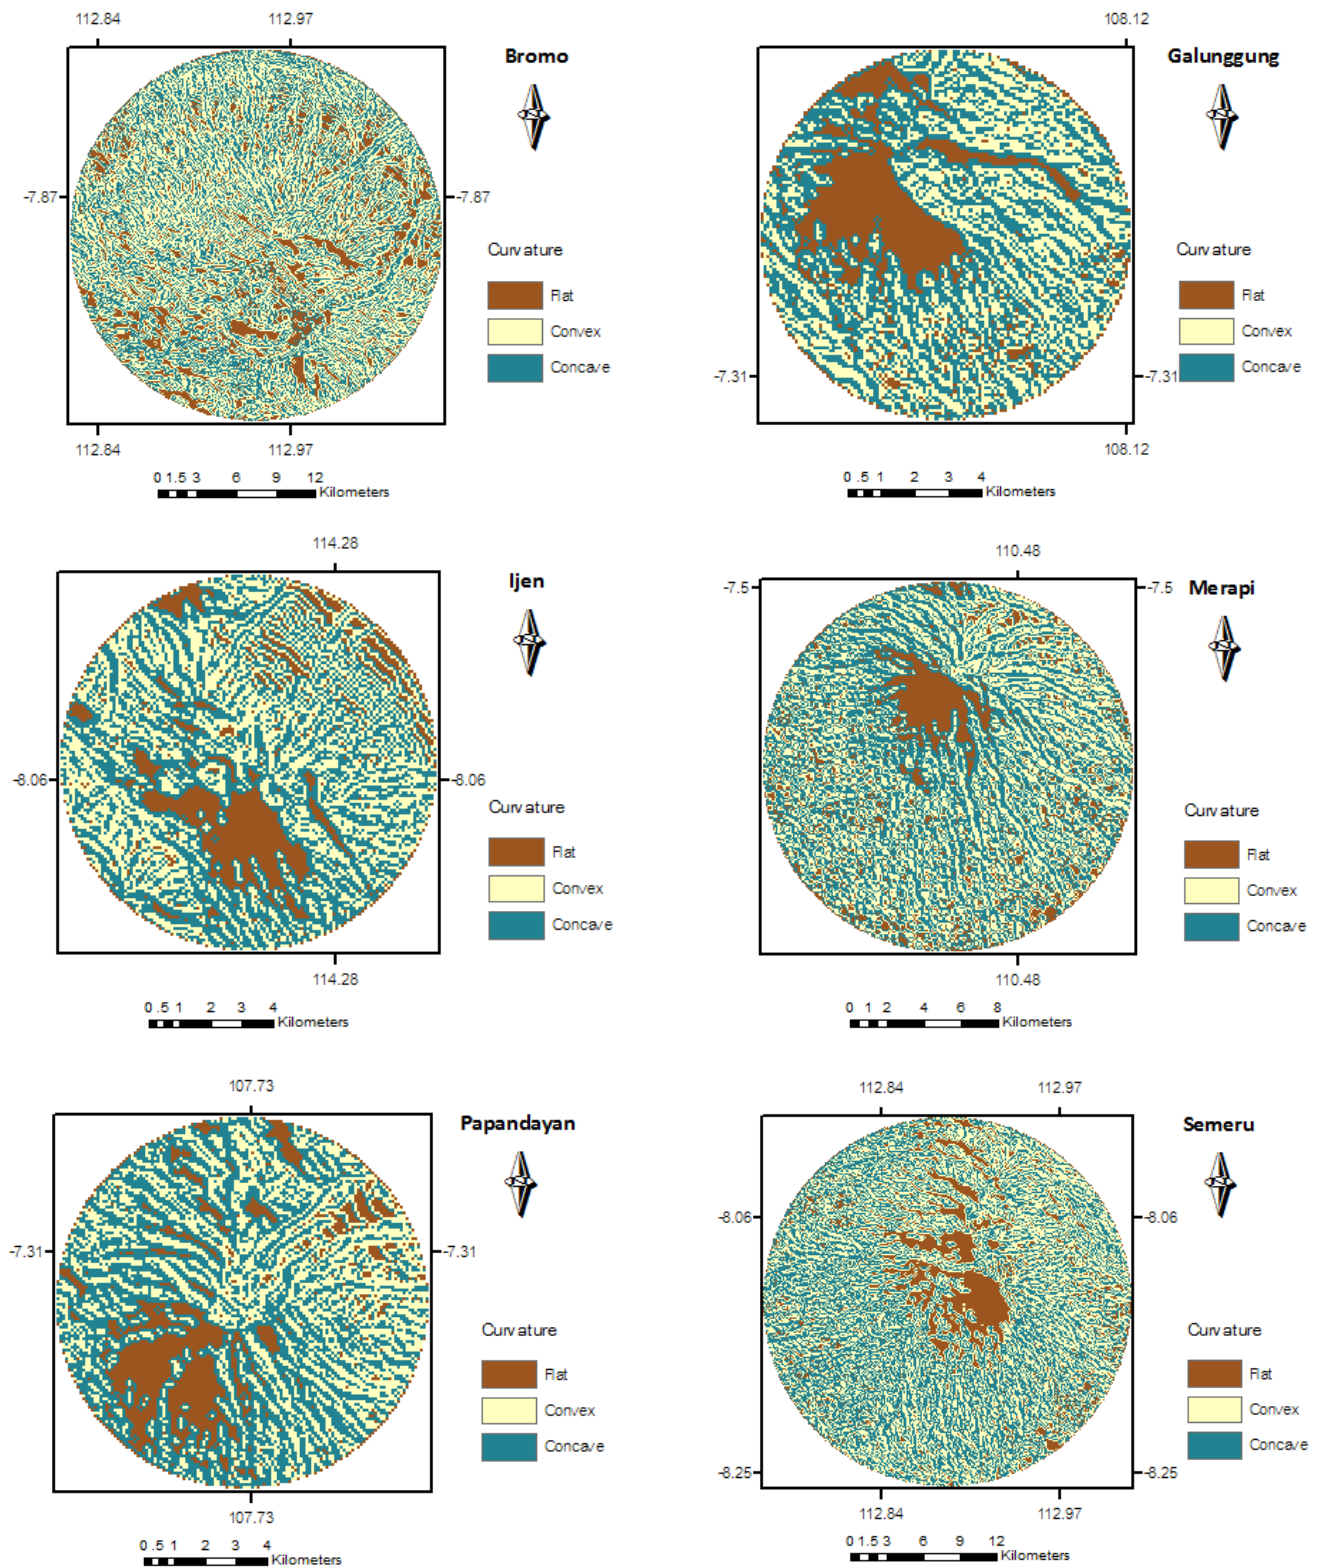 112.84 112.97
Bromo
N
-7.87 -7.87
Curvature
Flat
Convex
Concave
112.84 112.97
0 1.5 3 6 9 12
Kilometers
108.12
Galunggung
N
Curvature
Flat
Convex
-7.31 -7.31
Concave
108.12
0 .5 1 2 3 4
Kilometers
114.28
Ijen
N
-8.06 -8.06
Curvature
Flat
Convex
Concave
114.28
0 .5 1 2 3 4
Kilometers
110.48
-7.5 -7.5
Merapi
N
Curvature
Flat
Convex
Concave
110.48
0 1 2 4 6 8
Kilometers
107.73
Papandayan
N
-7.31 -7.31
Curvature
Flat
Convex
Concave
107.73
0 .5 1 2 3 4
Kilometers
112.84 112.97
Semeru
N
-8.06 -8.06
Curvature
Flat
Convex
Concave
-8.25 -8.25
112.84 112.97
0 1.5 3 6 9 12
Kilometers